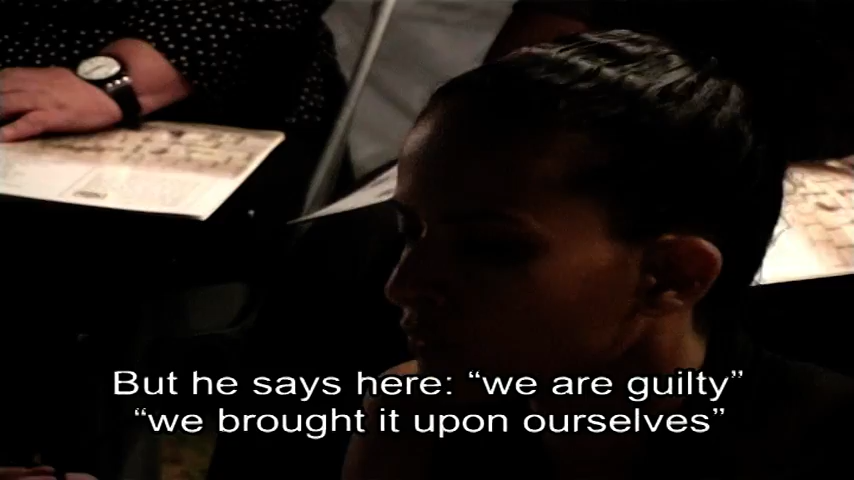 But he says here: “we are guilty”
“we brought it upon ourselves”